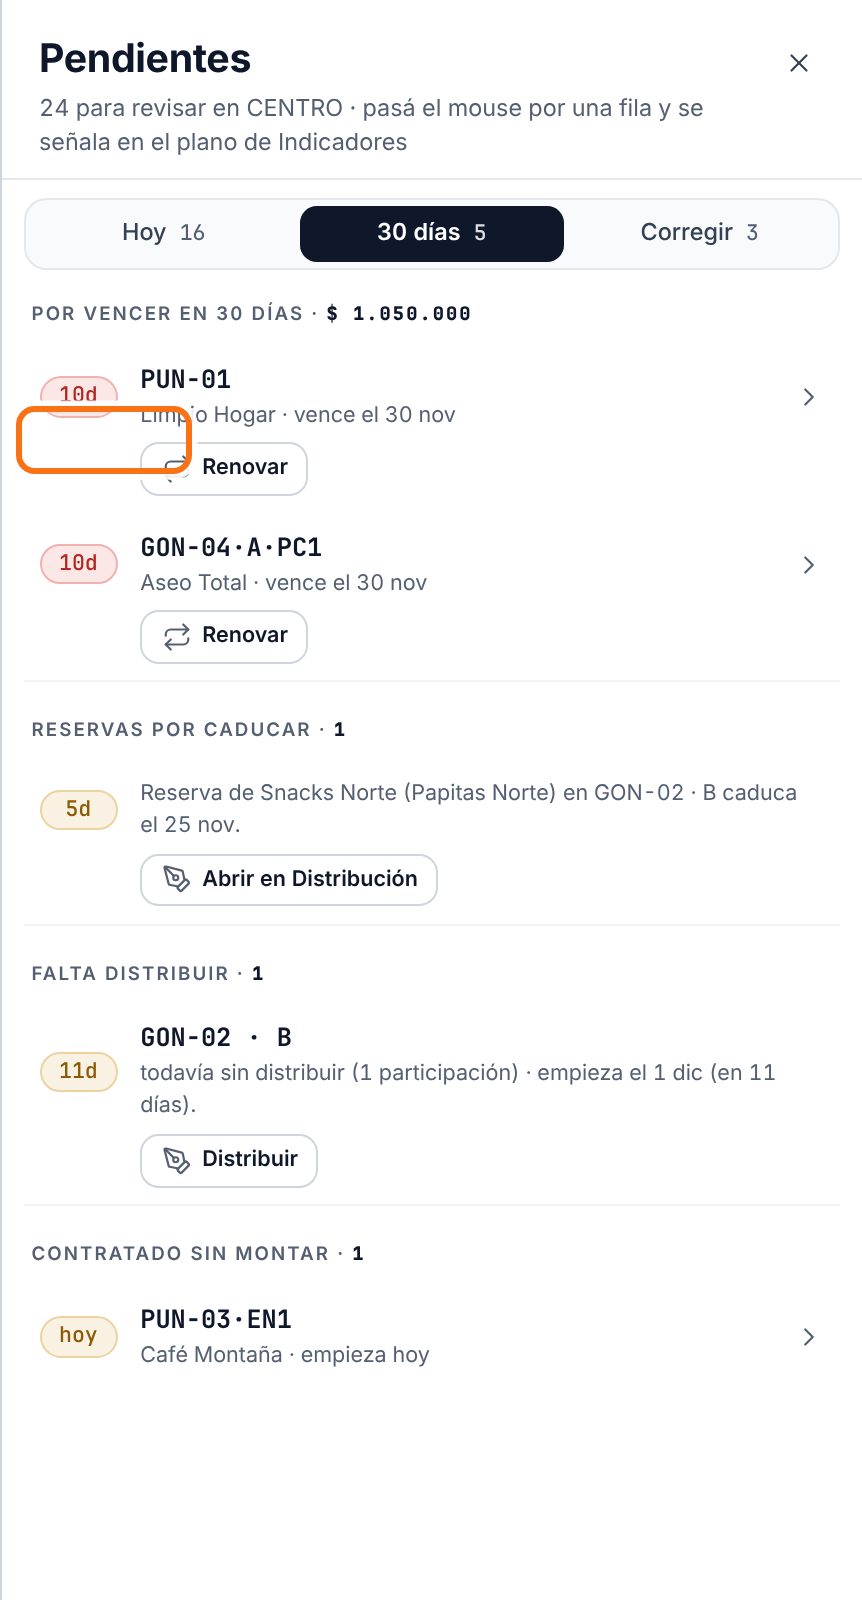 Pendientes
24 para revisar en CENTRO · pasá el mouse por una fila y se
señala en el plano de Indicadores
Hoy 16
30 días 5
Corregir 3
POR VENCER EN 30 DÍAS · $ 1.050.000
10d
PUN-01
Limpio Hogar · vence el 30 nov
Renovar
10d
GON-04·A·PC1
Aseo Total · vence el 30 nov
Renovar
RESERVAS POR CADUCAR · 1
5d
Reserva de Snacks Norte (Papitas Norte) en GON-02 · B caduca
el 25 nov.
Abrir en Distribución
FALTA DISTRIBUIR · 1
11d
GON-02 · B
todavía sin distribuir (1 participación) · empieza el 1 dic (en 11
días).
Distribuir
CONTRATADO SIN MONTAR · 1
hoy
PUN-03·EN1
Café Montaña · empieza hoy